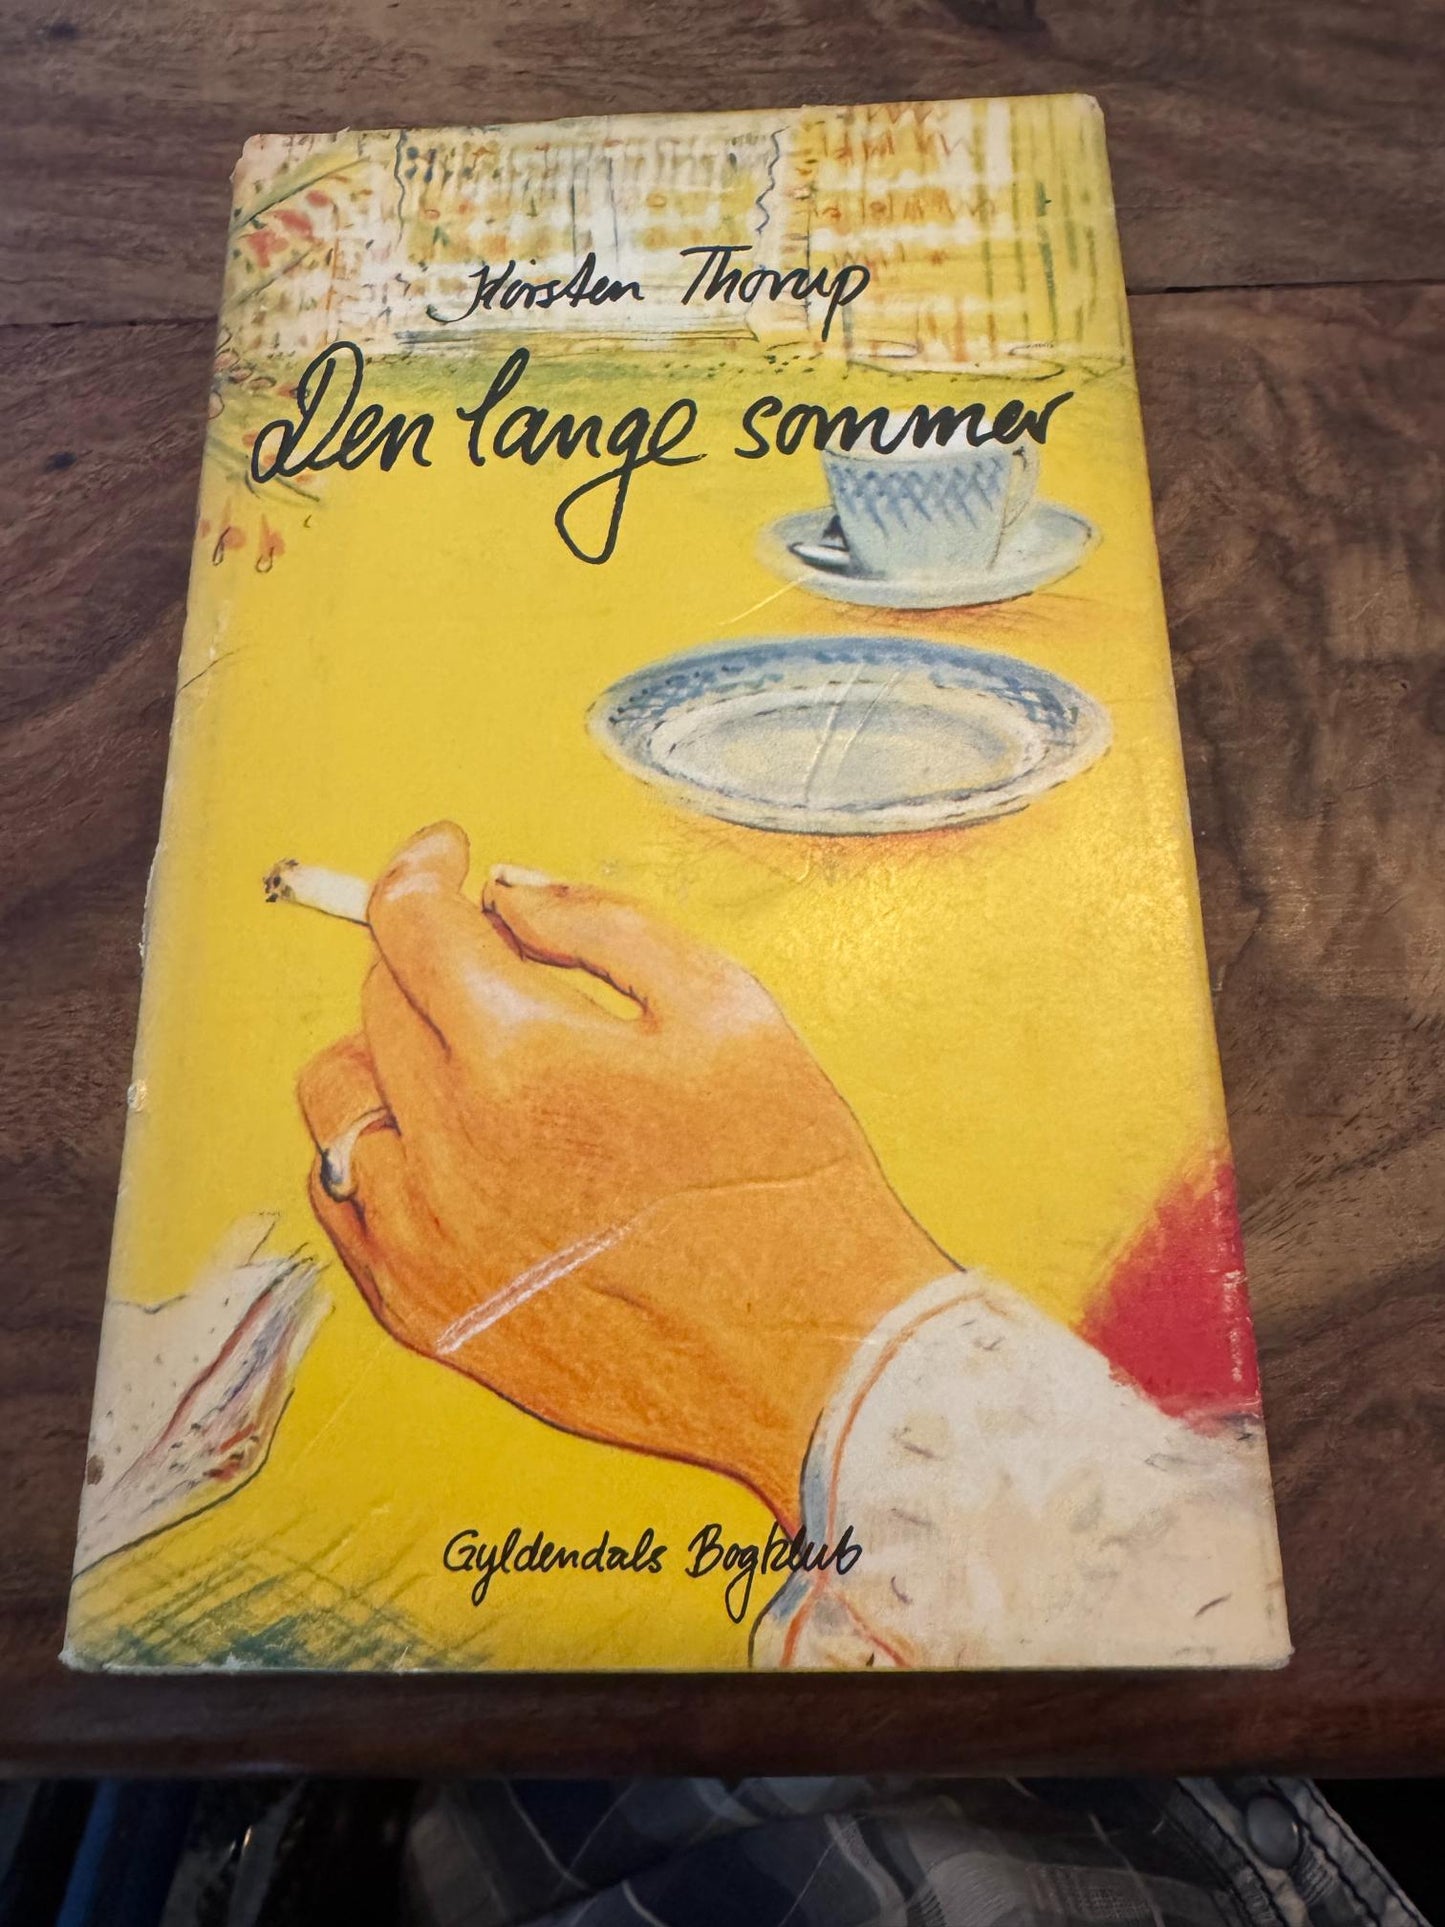 Kirsten Thorup
Den lange sommer
Gyldendals Bogklub